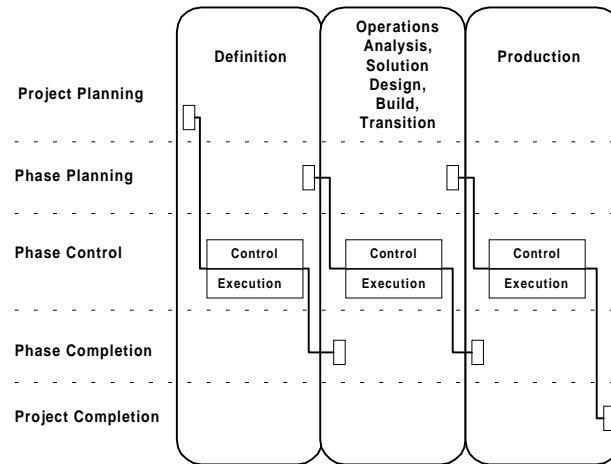 Definition
Operations
Analysis,
Solution
Design,
Build,
Transition
Production
Project Planning
Phase Planning
Phase Control
Control
Execution
Control
Execution
Control
Execution
Phase Completion
Project Completion